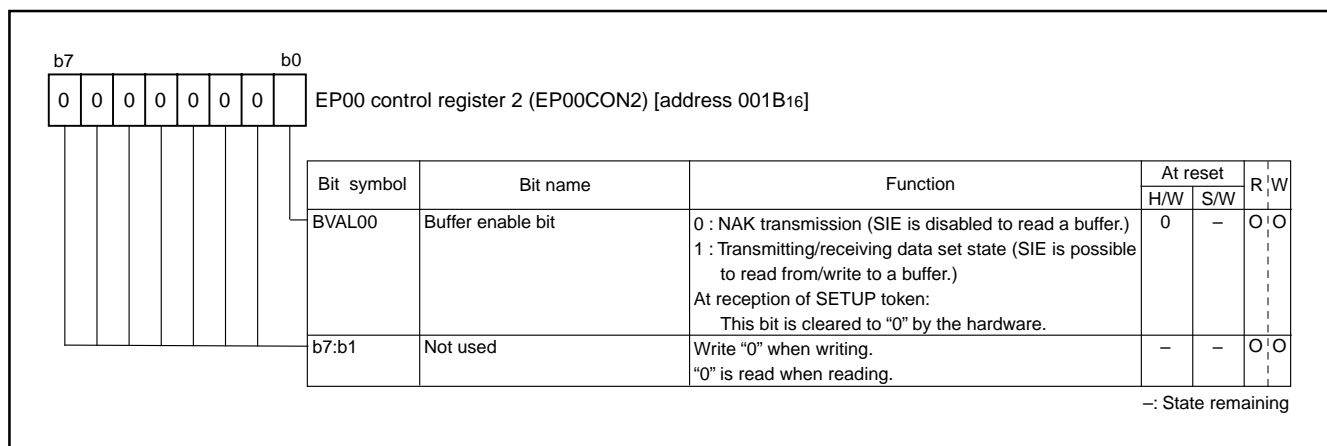 b7 b0
0 0 0 0 0 0 0
EP00 control register 2 (EP00CON2) [address 001B16]
Bit symbol Bit name Function At reset R W
H/W S/W
BVAL00 Buffer enable bit 0 : NAK transmission (SIE is disabled to read a buffer.) 0 – O O
1 : Transmitting/receiving data set state (SIE is possible
to read from/write to a buffer.)
At reception of SETUP token:
This bit is cleared to “0” by the hardware.
b7:b1 Not used Write “0” when writing. – – O O
“0” is read when reading.
–: State remaining